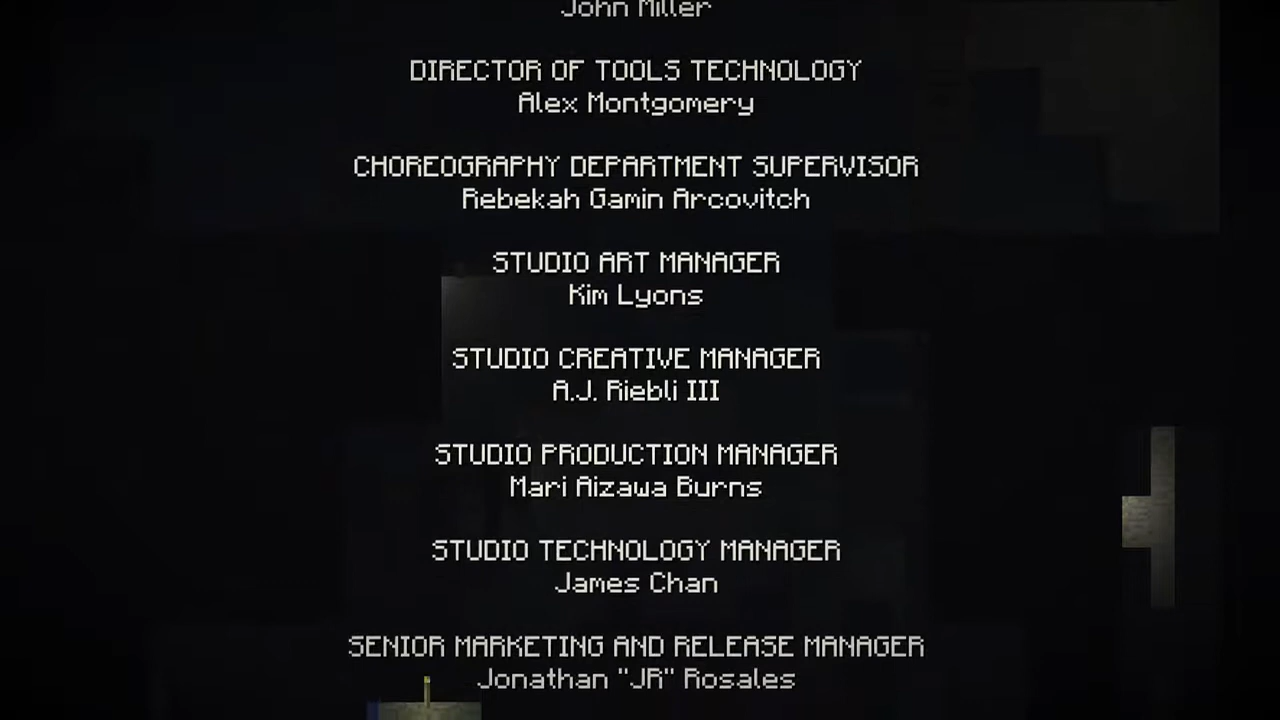 John Miller
DIRECTOR OF TOOLS TECHNOLOGY
Alex Montgomery
CHOREOGRAPHY DEPARTMENT SUPERVISOR
Rebekah Gamin Arcovitch
STUDIO ART MANAGER
Kim Lyons
STUDIO CREATIVE MANAGER
A.J. Riebli III
STUDIO PRODUCTION MANAGER
Mari Aizawa Burns
STUDIO TECHNOLOGY MANAGER
James Chan
SENIOR MARKETING AND RELEASE MANAGER
Jonathan "JR" Rosales